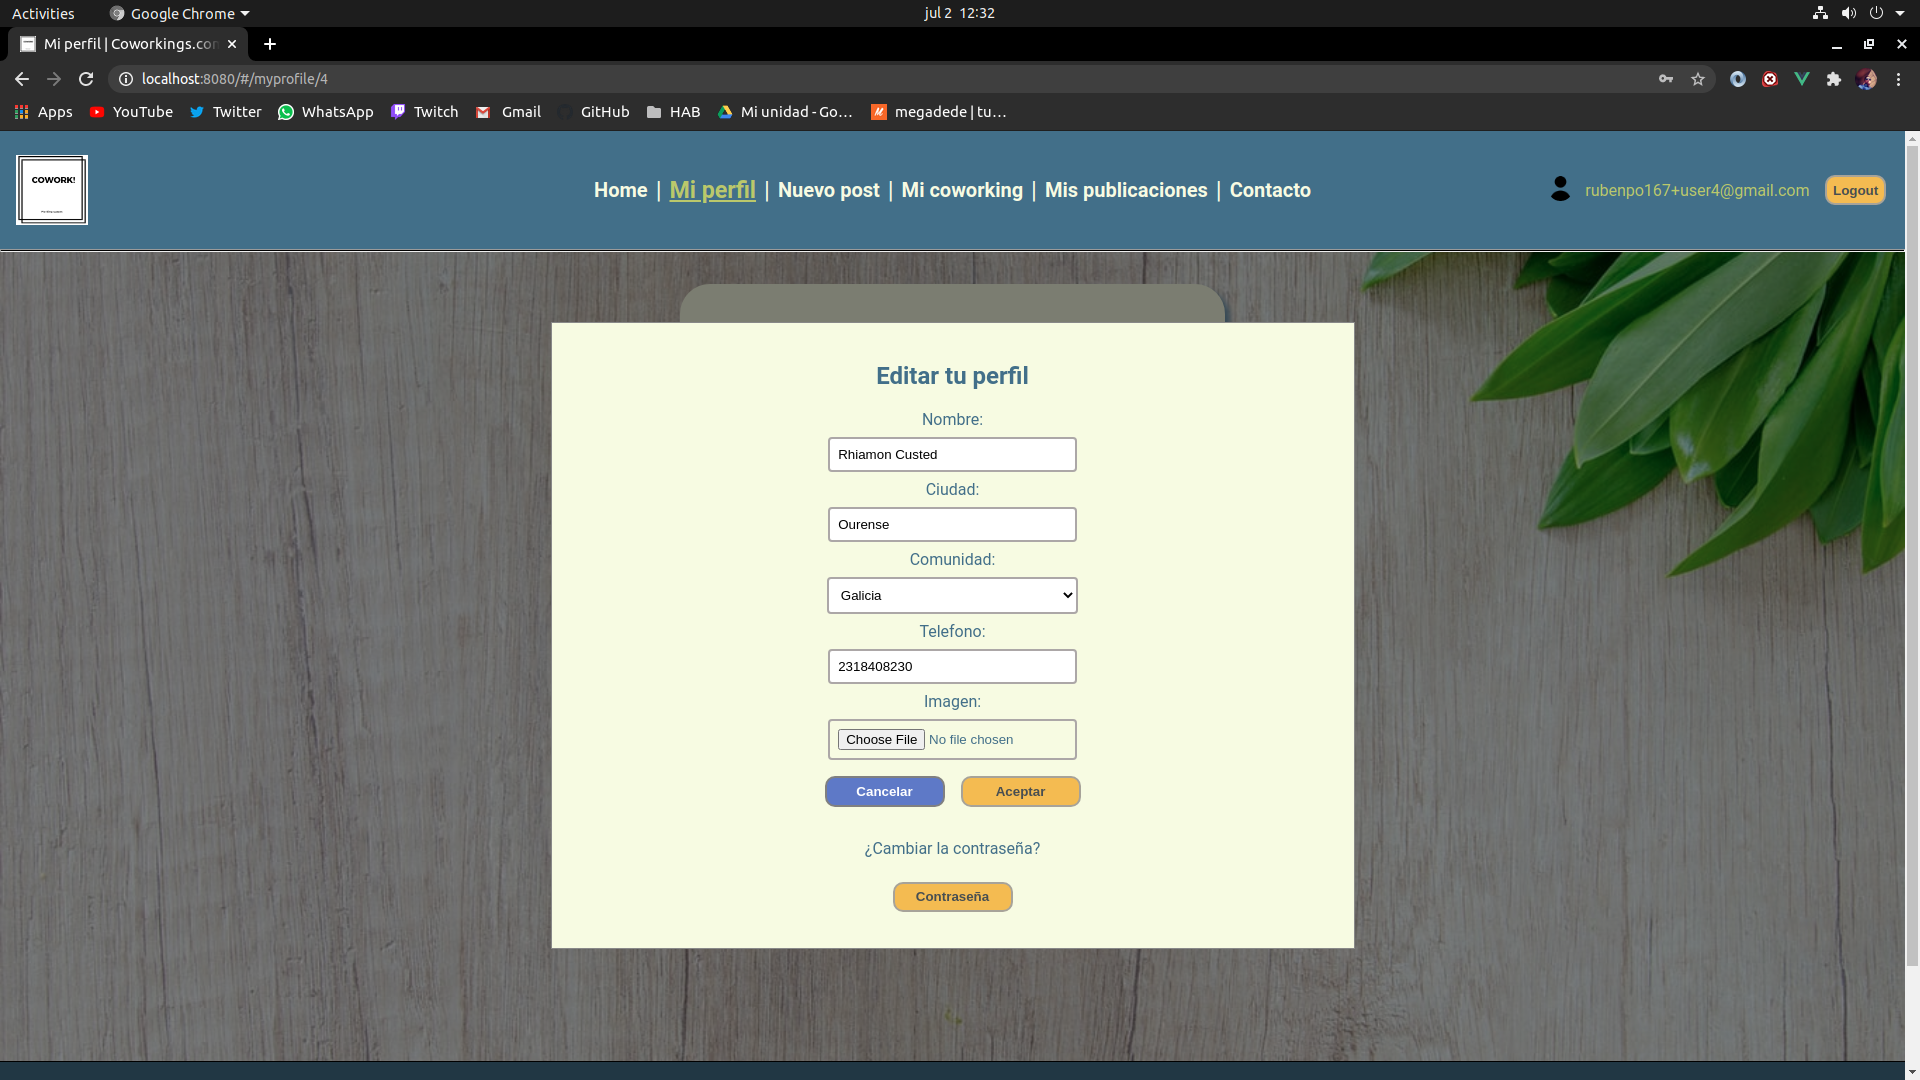 Activities Google Chrome jul 2 12:32
Mi perfil | Coworkings.con
localhost:8080/#/myprofile/4
Apps YouTube Twitter WhatsApp Twitch Gmail GitHub HAB Mi unidad - Go... megadede | tu...
COWORK!
Home | Mi perfil | Nuevo post | Mi coworking | Mis publicaciones | Contacto
rubenpo167+user4@gmail.com Logout
Editar tu perfil
Nombre:
Rhiamon Custed
Ciudad:
Ourense
Comunidad:
Galicia
Telefono:
2318408230
Imagen:
Choose File No file chosen
Cancelar Aceptar
¿Cambiar la contraseña?
Contraseña